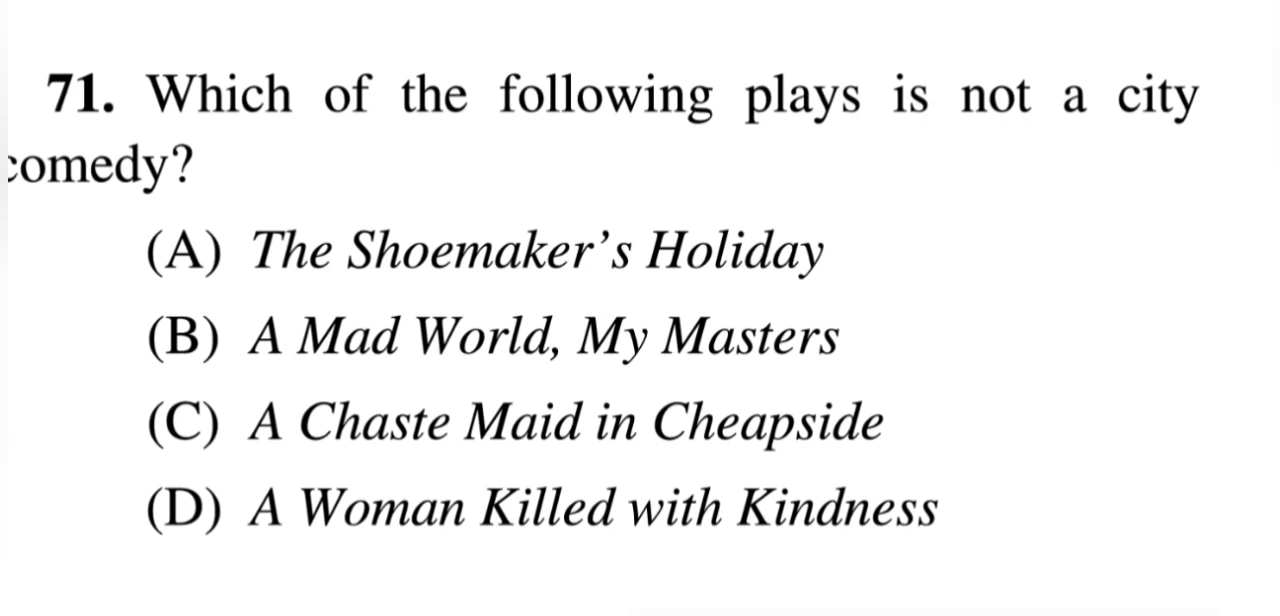 71. Which of the following plays is not a city
comedy?
(A) The Shoemaker’s Holiday
(B) A Mad World, My Masters
(C) A Chaste Maid in Cheapside
(D) A Woman Killed with Kindness